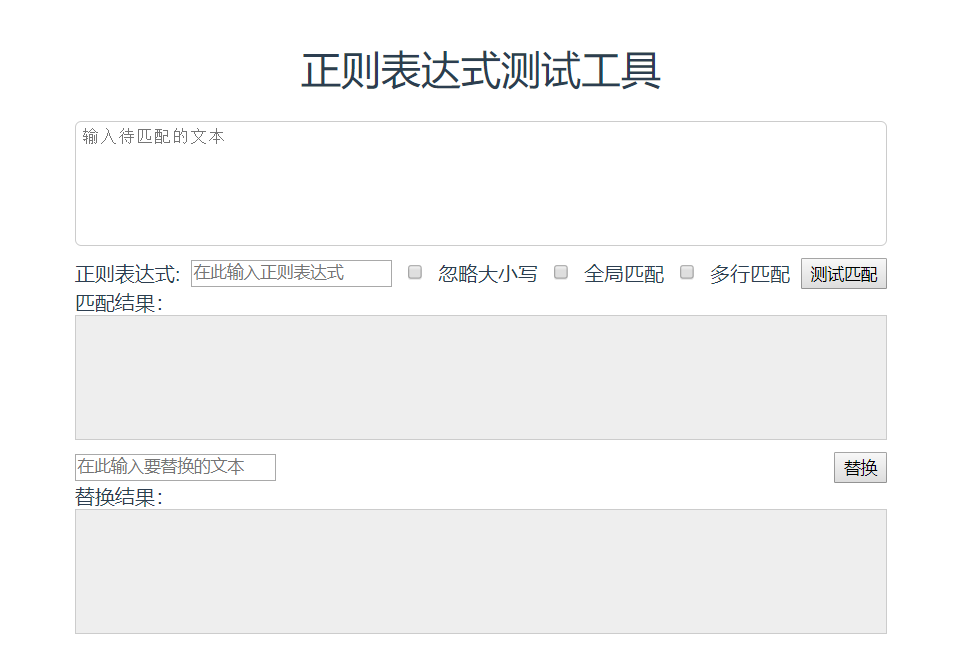 正则表达式测试工具
输入待匹配的文本
正则表达式: 在此输入正则表达式 忽略大小写 全局匹配 多行匹配 测试匹配
匹配结果:
在此输入要替换的文本 替换
替换结果: